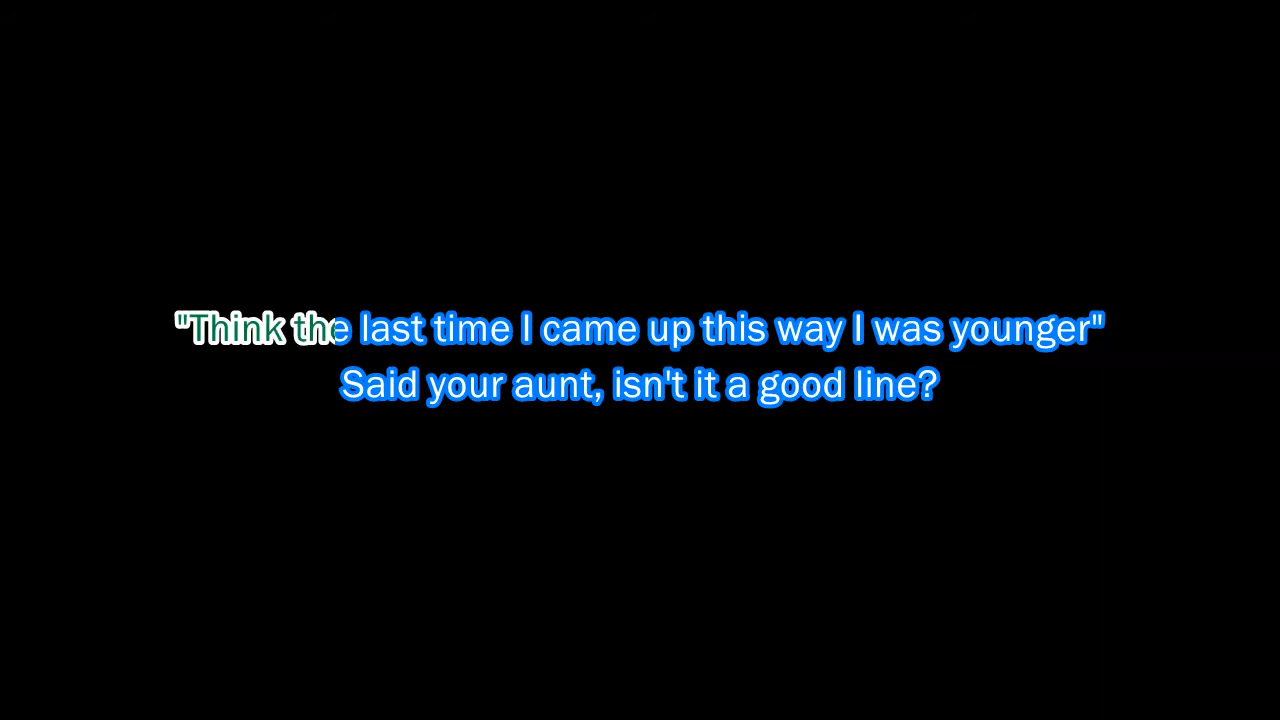 "Think the last time I came up this way I was younger"
Said your aunt, isn't it a good line?